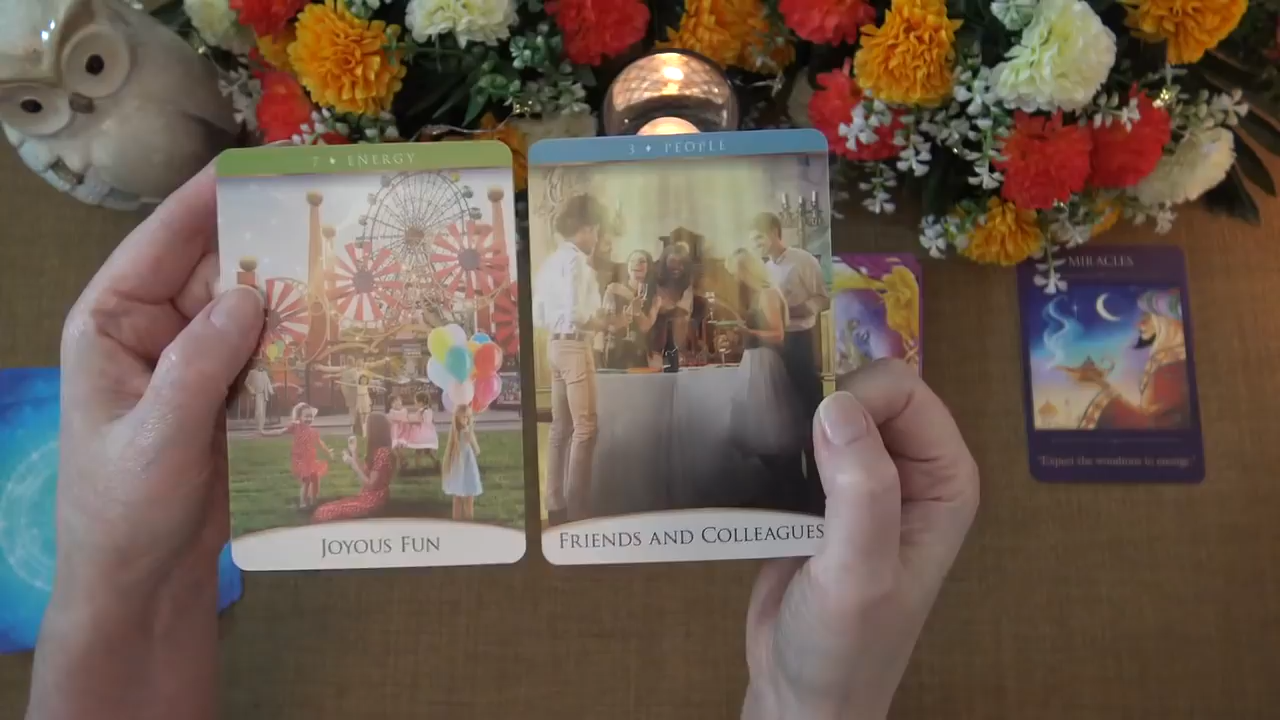 7 ♦ ENERGY
3 ♦ PEOPLE
JOYOUS FUN
FRIENDS AND COLLEAGUES
MIRACLES
"Expect the wondrous to emerge."